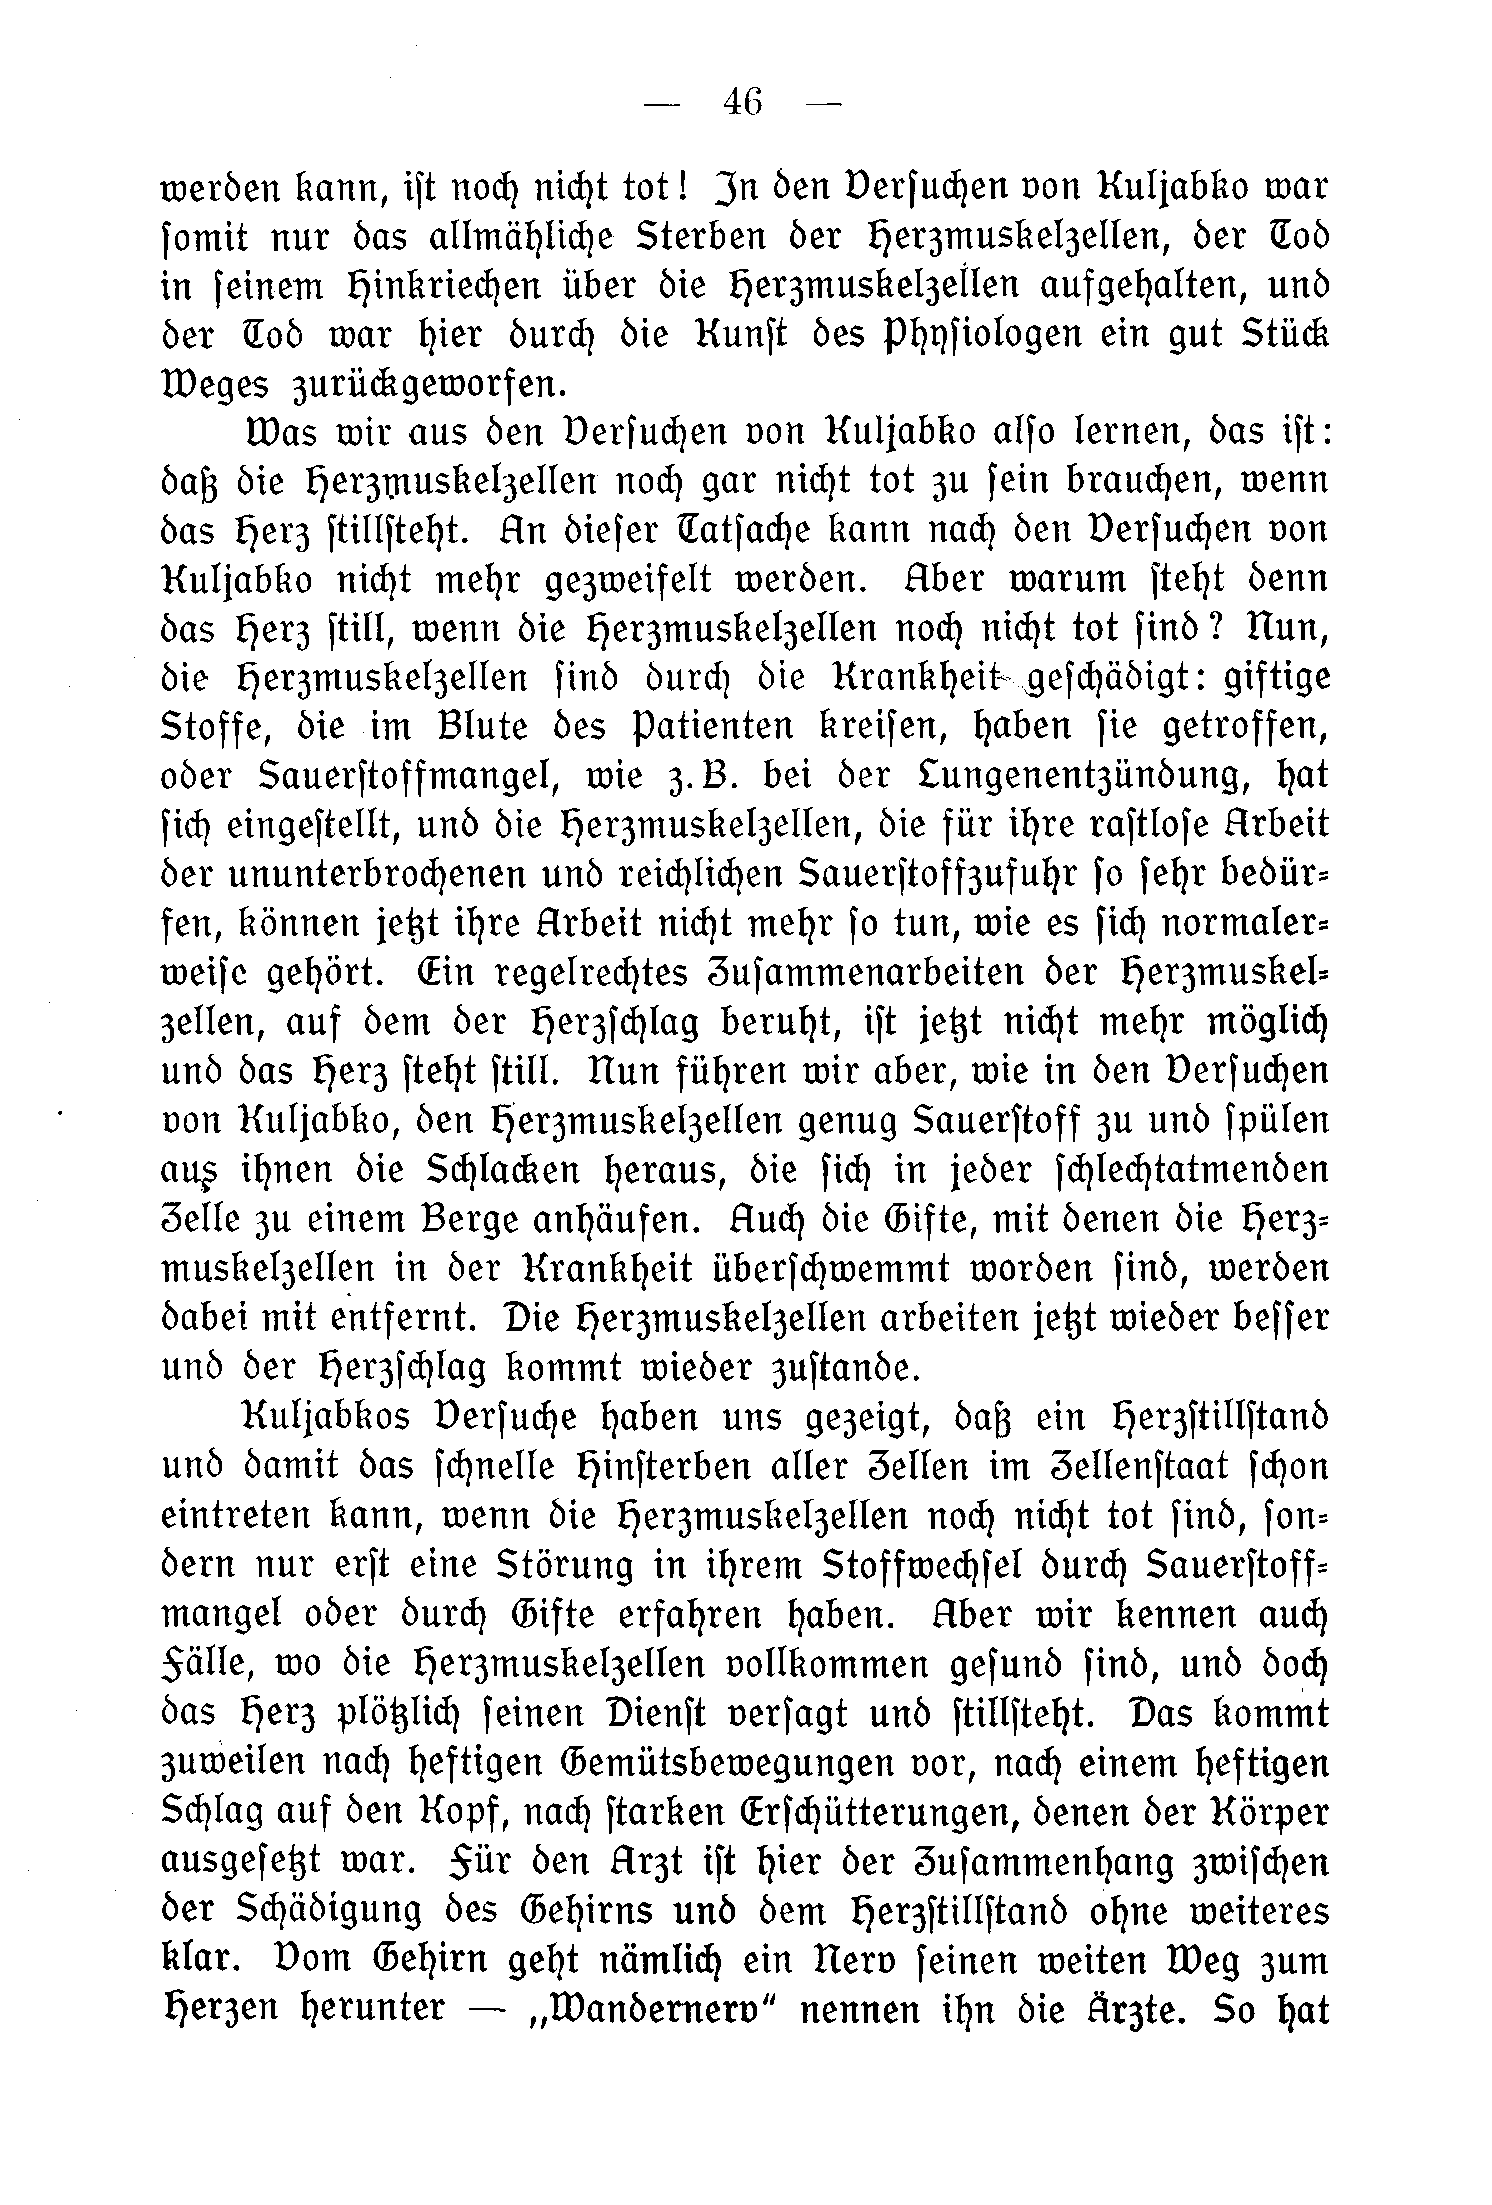 — 46 —
werden kann, iſt noch nicht tot! In den Verſuchen von Kuljabko war
ſomit nur das allmähliche Sterben der Herzmuskelzellen, der Tod
in ſeinem Hinkriechen über die Herzmuskelzellen aufgehalten, und
der Tod war hier durch die Kunſt des Phyſiologen ein gut Stück
Weges zurückgeworfen.
Was wir aus den Verſuchen von Kuljabko alſo lernen, das iſt:
daß die Herzmuskelzellen noch gar nicht tot zu ſein brauchen, wenn
das Herz ſtillſteht. An dieſer Tatſache kann nach den Verſuchen von
Kuljabko nicht mehr gezweifelt werden. Aber warum ſteht denn
das Herz ſtill, wenn die Herzmuskelzellen noch nicht tot ſind? Nun,
die Herzmuskelzellen ſind durch die Krankheit geſchädigt: giftige
Stoffe, die im Blute des Patienten kreiſen, haben ſie getroffen,
oder Sauerſtoffmangel, wie z. B. bei der Lungenentzündung, hat
ſich eingeſtellt, und die Herzmuskelzellen, die für ihre raſtloſe Arbeit
der ununterbrochenen und reichlichen Sauerſtoffzufuhr ſo ſehr bedür-
fen, können jetzt ihre Arbeit nicht mehr ſo tun, wie es ſich normaler-
weiſe gehört. Ein regelrechtes Zuſammenarbeiten der Herzmuskel-
zellen, auf dem der Herzſchlag beruht, iſt jetzt nicht mehr möglich
und das Herz ſteht ſtill. Nun führen wir aber, wie in den Verſuchen
von Kuljabko, den Herzmuskelzellen genug Sauerſtoff zu und ſpülen
aus ihnen die Schlacken heraus, die ſich in jeder ſchlechtatmenden
Zelle zu einem Berge anhäufen. Auch die Gifte, mit denen die Herz-
muskelzellen in der Krankheit überſchwemmt worden ſind, werden
dabei mit entfernt. Die Herzmuskelzellen arbeiten jetzt wieder beſſer
und der Herzſchlag kommt wieder zuſtande.
Kuljabkos Verſuche haben uns gezeigt, daß ein Herzſtillſtand
und damit das ſchnelle Hinſterben aller Zellen im Zellenſtaat ſchon
eintreten kann, wenn die Herzmuskelzellen noch nicht tot ſind, ſon-
dern nur erſt eine Störung in ihrem Stoffwechſel durch Sauerſtoff-
mangel oder durch Gifte erfahren haben. Aber wir kennen auch
Fälle, wo die Herzmuskelzellen vollkommen geſund ſind, und doch
das Herz plötzlich ſeinen Dienſt verſagt und ſtillſteht. Das kommt
zuweilen nach heftigen Gemütsbewegungen vor, nach einem heftigen
Schlag auf den Kopf, nach ſtarken Erſchütterungen, denen der Körper
ausgeſetzt war. Für den Arzt iſt hier der Zuſammenhang zwiſchen
der Schädigung des Gehirns und dem Herzſtillſtand ohne weiteres
klar. Vom Gehirn geht nämlich ein Nerv ſeinen weiten Weg zum
Herzen herunter — „Wandernerv“ nennen ihn die Ärzte. So hat